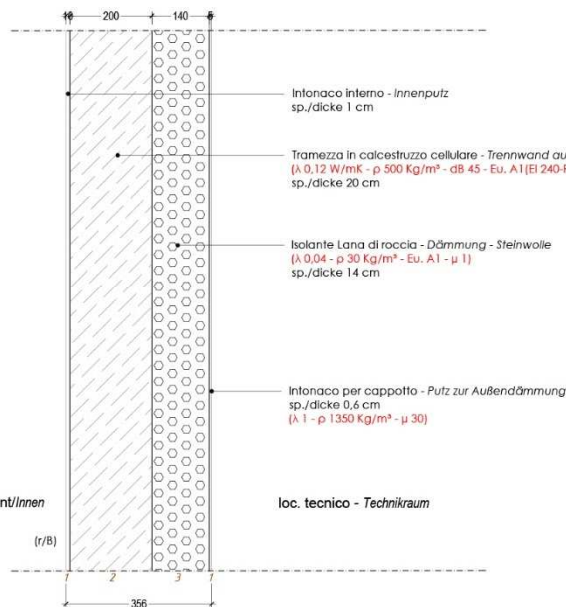 200 140
Intonaco interno - Innenputz
sp./dicke 1 cm
Tramezza in calcestruzzo cellulare - Trennwand au
(λ 0,12 W/mK - ρ 500 Kg/m³ - dB 45 - Eu. A1(EI 240-
sp./dicke 20 cm
Isolante Lana di roccia - Dämmung - Steinwolle
(λ 0,04 - ρ 30 Kg/m³ - Eu. A1 - μ 1)
sp./dicke 14 cm
Intonaco per cappotto - Putz zur Außendämmung
sp./dicke 0,6 cm
(λ 1 - ρ 1350 Kg/m³ - μ 30)
nt/Innen loc. tecnico - Technikraum
(r/B)
1 2 3 1
356